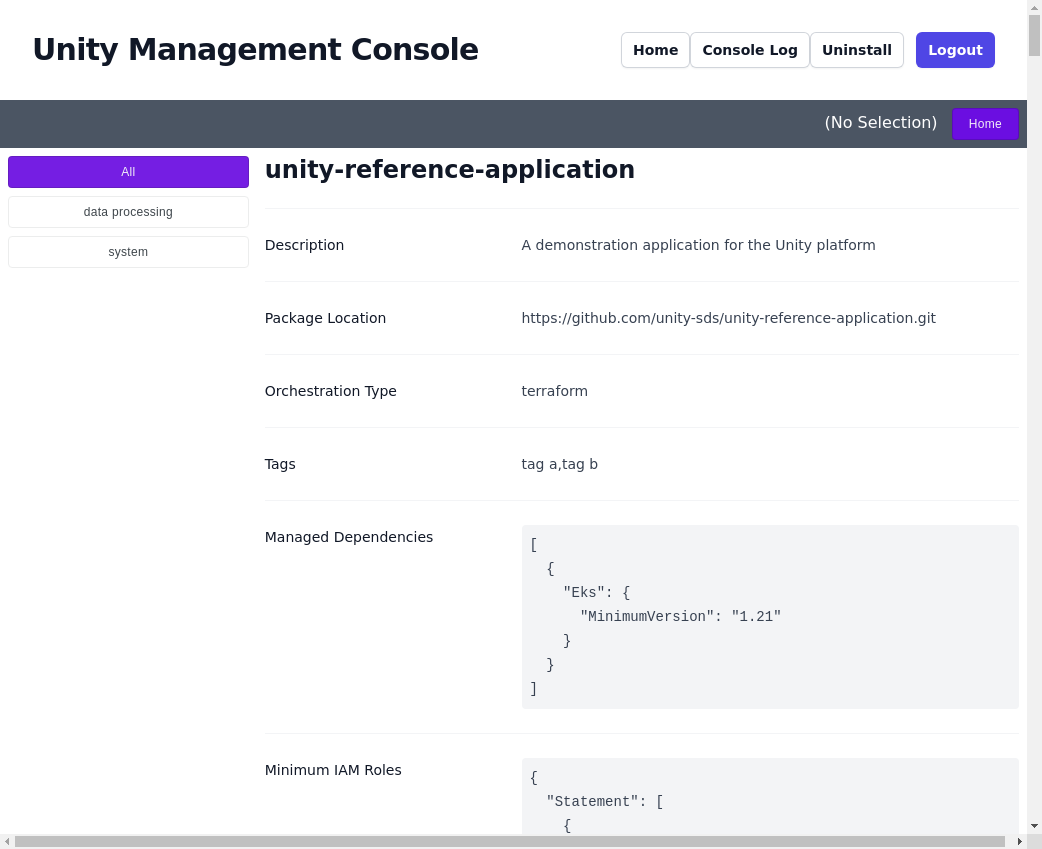 Unity Management Console
Home Console Log Uninstall Logout
(No Selection) Home
All
data processing
system
unity-reference-application
Description A demonstration application for the Unity platform
Package Location https://github.com/unity-sds/unity-reference-application.git
Orchestration Type terraform
Tags tag a,tag b
Managed Dependencies
[
  {
    "Eks": {
      "MinimumVersion": "1.21"
    }
  }
]
Minimum IAM Roles
{
  "Statement": [
    {